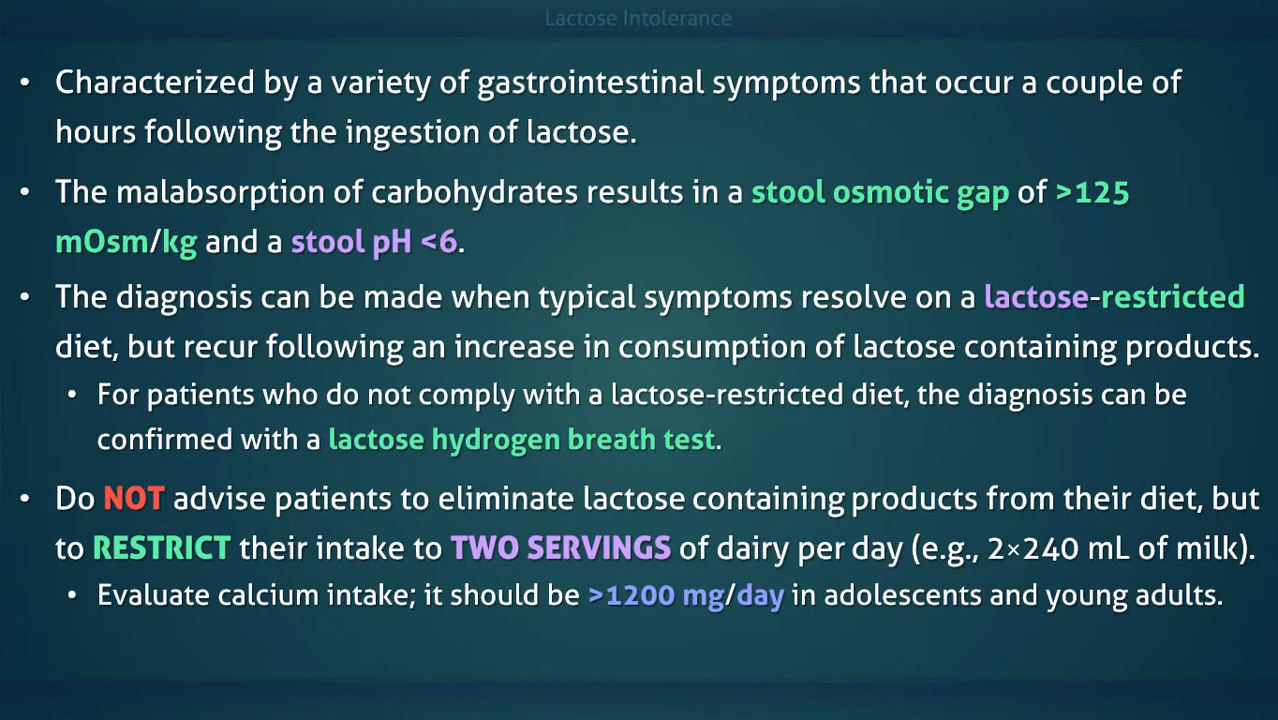 Lactose Intolerance
• Characterized by a variety of gastrointestinal symptoms that occur a couple of
hours following the ingestion of lactose.
• The malabsorption of carbohydrates results in a stool osmotic gap of >125
mOsm/kg and a stool pH <6.
• The diagnosis can be made when typical symptoms resolve on a lactose-restricted
diet, but recur following an increase in consumption of lactose containing products.
• For patients who do not comply with a lactose-restricted diet, the diagnosis can be
confirmed with a lactose hydrogen breath test.
• Do NOT advise patients to eliminate lactose containing products from their diet, but
to RESTRICT their intake to TWO SERVINGS of dairy per day (e.g., 2×240 mL of milk).
• Evaluate calcium intake; it should be >1200 mg/day in adolescents and young adults.